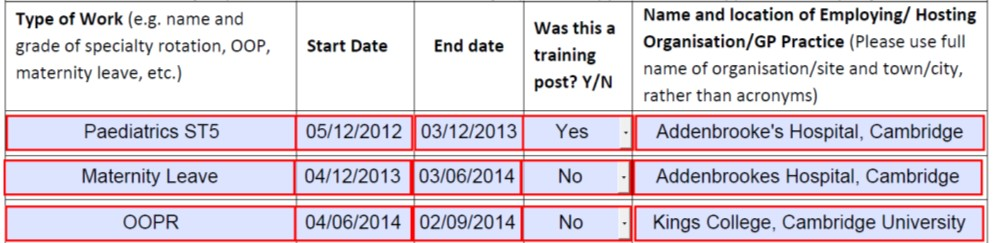 Type of Work (e.g. name and
grade of specialty rotation, OOP,
maternity leave, etc.)
Start Date
End date
Was this a
training
post? Y/N
Name and location of Employing/ Hosting
Organisation/GP Practice (Please use full
name of organisation/site and town/city,
rather than acronyms)
Paediatrics ST5 05/12/2012 03/12/2013 Yes Addenbrooke's Hospital, Cambridge
Maternity Leave 04/12/2013 03/06/2014 No Addenbrookes Hospital, Cambridge
OOPR 04/06/2014 02/09/2014 No Kings College, Cambridge University